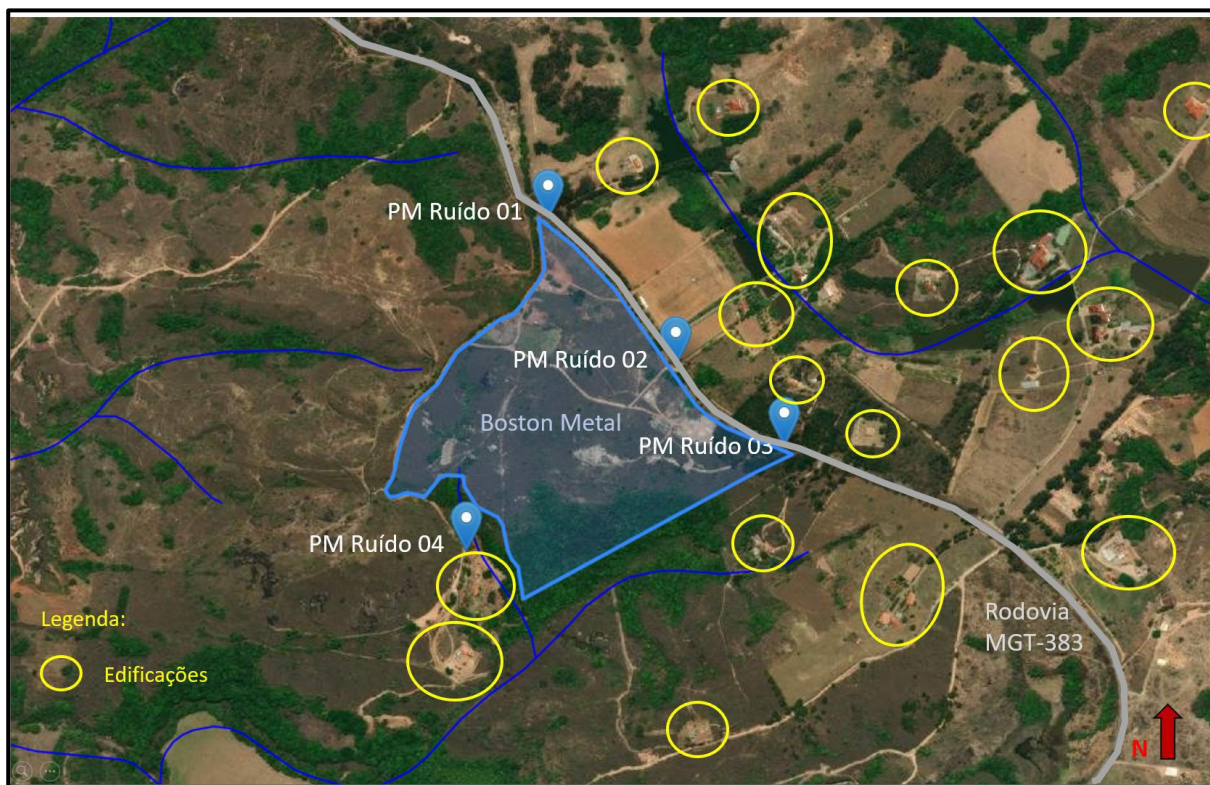 PM Ruído 01
PM Ruído 02
Boston Metal
PM Ruído 03
PM Ruído 04
Legenda:
Edificações
Rodovia
MGT-383
N